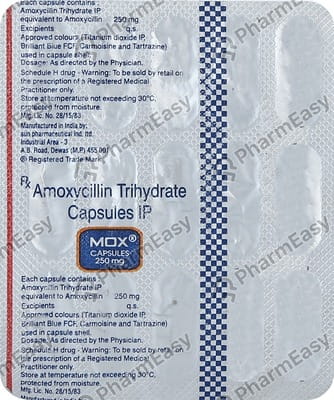 Each capsule contains :
Amoxycillin Trihydrate IP
equivalent to Amoxycillin 250 mg
Excipients q.s.
Approved colours (Titanium dioxide IP,
Brilliant Blue FCF, Carmoisine and Tartrazine)
used in capsule shell.
Dosage: As directed by the Physician.
Schedule H drug - Warning: To be sold by retail on
the prescription of a Registered Medical
Practitioner only.
Store at temperature not exceeding 30°C,
protected from moisture.
Mfg. Lic. No. 28/15/83
Manufactured in India by:
sun pharmaceutical ind. ltd.
Industrial Area - 3
A.B. Road, Dewas (M.P.) 455 001
® Registered Trade Mark
Rx Amoxycillin Trihydrate
Capsules IP
MOX®
CAPSULES
250 mg
Each capsule contains :
Amoxycillin Trihydrate IP
equivalent to Amoxycillin 250 mg
Excipients q.s.
Approved colours (Titanium dioxide IP,
Brilliant Blue FCF, Carmoisine and Tartrazine)
used in capsule shell.
Dosage: As directed by the Physician.
Schedule H drug - Warning: To be sold by retail on
the prescription of a Registered Medical
Practitioner only.
Store at temperature not exceeding 30°C,
protected from moisture.
Mfg. Lic. No. 28/15/83
PharmEasy
PharmEasy
PharmEasy